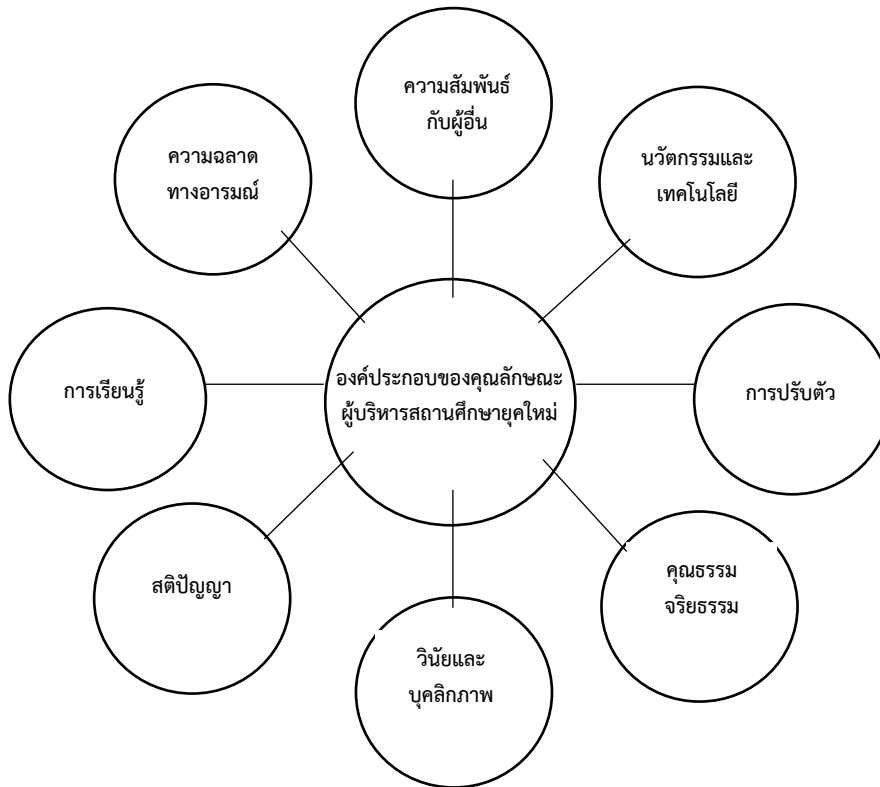 ความสัมพันธ์
กับผู้อื่น
ความฉลาด
ทางอารมณ์
นวัตกรรมและ
เทคโนโลยี
องค์ประกอบของคุณลักษณะ
ผู้บริหารสถานศึกษายุคใหม่
การเรียนรู้
การปรับตัว
สติปัญญา
คุณธรรม
จริยธรรม
วินัยและ
บุคลิกภาพ